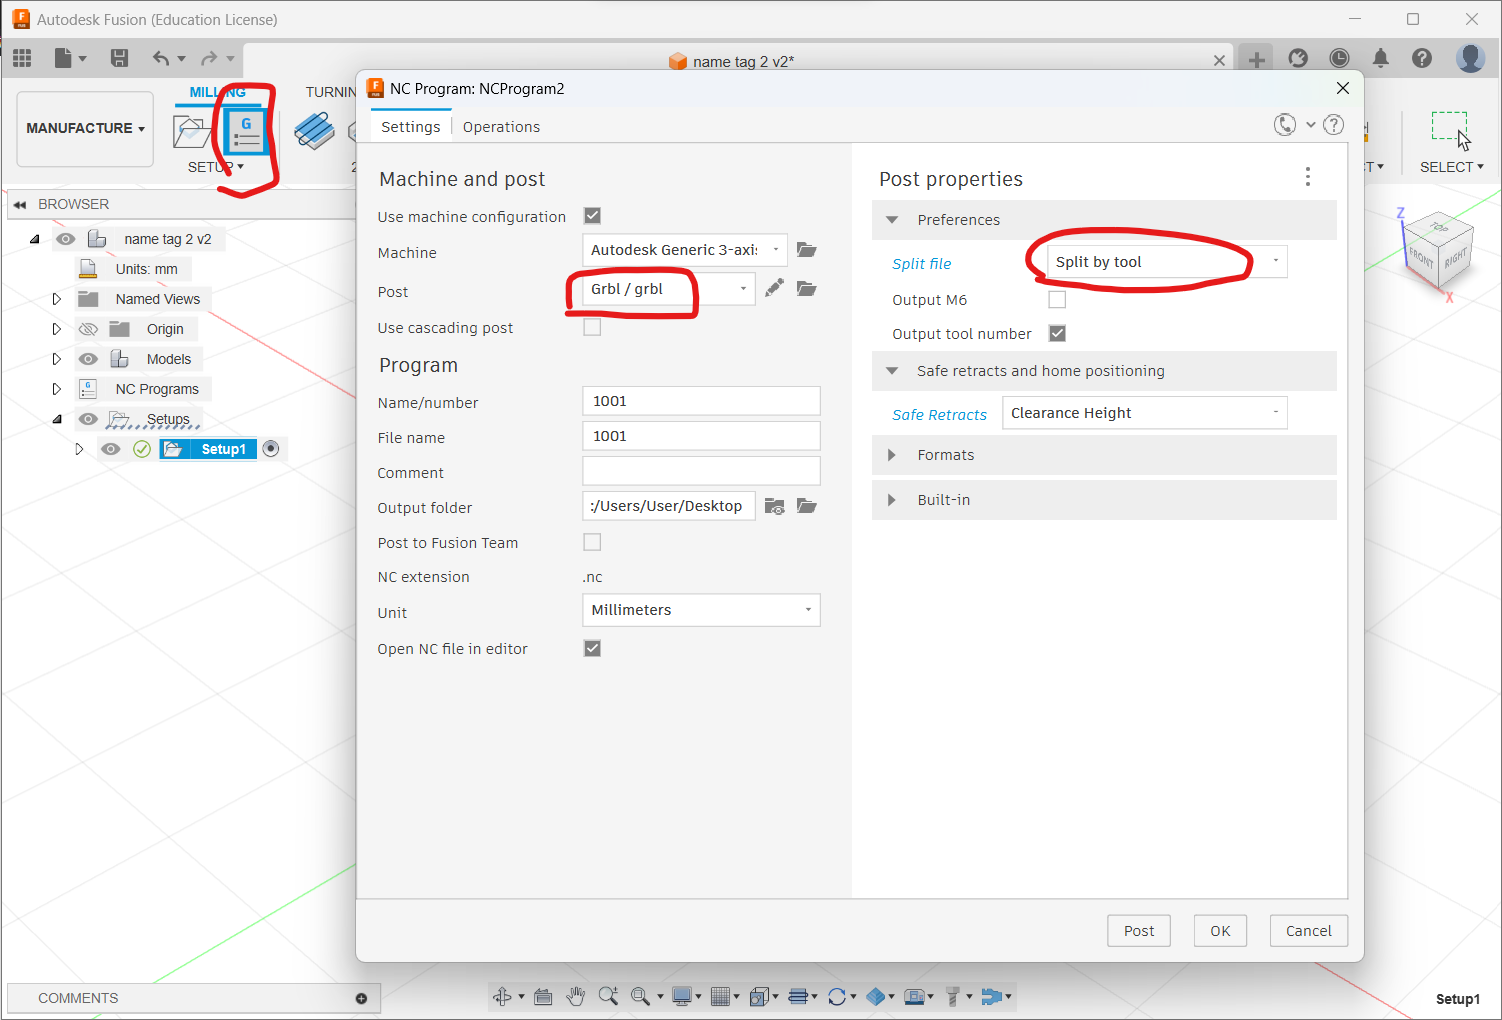 Autodesk Fusion (Education License)
name tag 2 v2*
MILLING
TURNIN
MANUFACTURE
G
SETUP
2
T
SELECT
BROWSER
name tag 2 v2
Units: mm
Named Views
Origin
Models
NC Programs
Setups
Setup1
NC Program: NCProgram2
Settings
Operations
Machine and post
Use machine configuration
Machine
Autodesk Generic 3-axi
Post
Grbl / grbl
Use cascading post
Program
Name/number
1001
File name
1001
Comment
Output folder
:/Users/User/Desktop
Post to Fusion Team
NC extension
.nc
Unit
Millimeters
Open NC file in editor
Post properties
Preferences
Split file
Split by tool
Output M6
Output tool number
Safe retracts and home positioning
Safe Retracts
Clearance Height
Formats
Built-in
Post
OK
Cancel
Z
TOP
FRONT
RIGHT
X
COMMENTS
Setup1